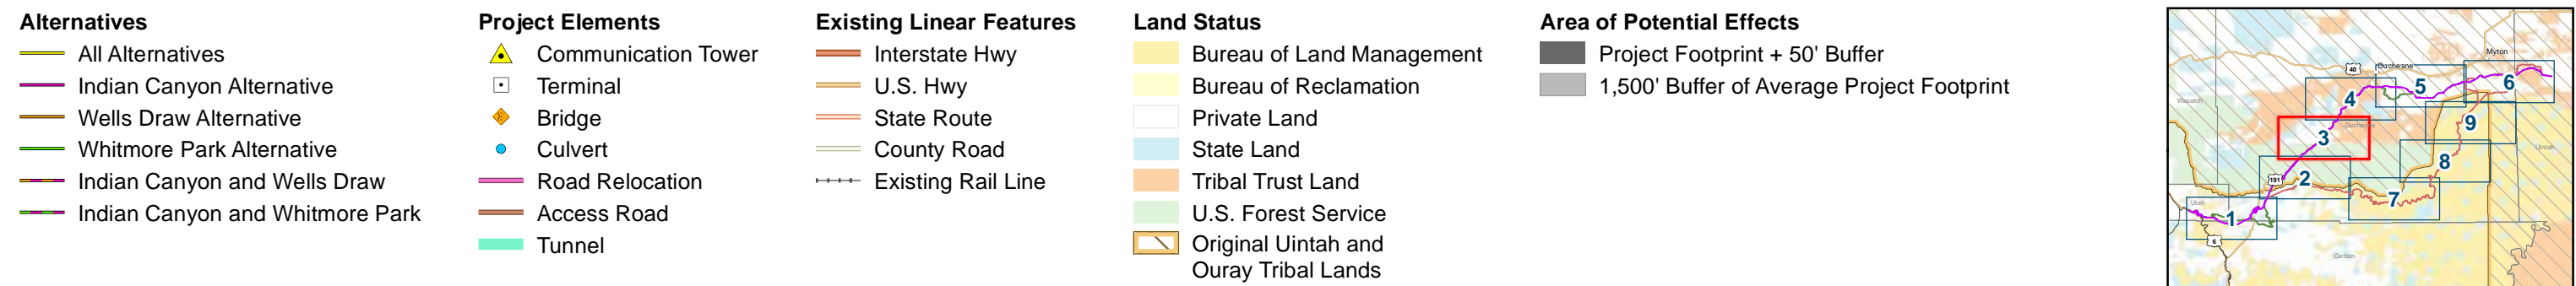 Alternatives
All Alternatives
Indian Canyon Alternative
Wells Draw Alternative
Whitmore Park Alternative
Indian Canyon and Wells Draw
Indian Canyon and Whitmore Park
Project Elements
Communication Tower
Terminal
Bridge
Culvert
Road Relocation
Access Road
Tunnel
Existing Linear Features
Interstate Hwy
U.S. Hwy
State Route
County Road
Existing Rail Line
Land Status
Bureau of Land Management
Bureau of Reclamation
Private Land
State Land
Tribal Trust Land
U.S. Forest Service
Original Uintah and
Ouray Tribal Lands
Area of Potential Effects
Project Footprint + 50' Buffer
1,500' Buffer of Average Project Footprint
Myton
40
Duchesne
5
6
Wasatch
4
9
Duchesne
3
Uintah
8
191
2
7
Utah
1
6
Carbon